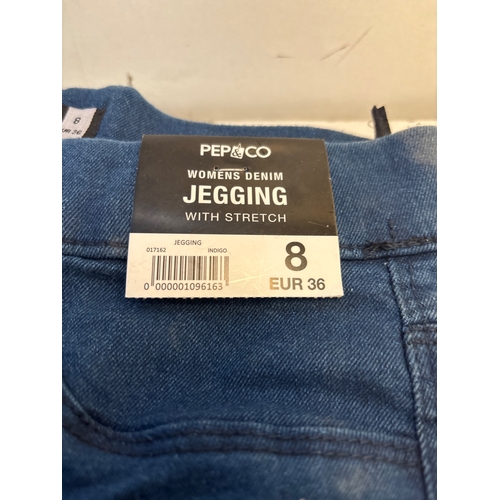 8
EUR 36
PEP&CO
WOMENS DENIM
JEGGING
WITH STRETCH
JEGGING
017162 INDIGO
0 000001096163
8
EUR 36